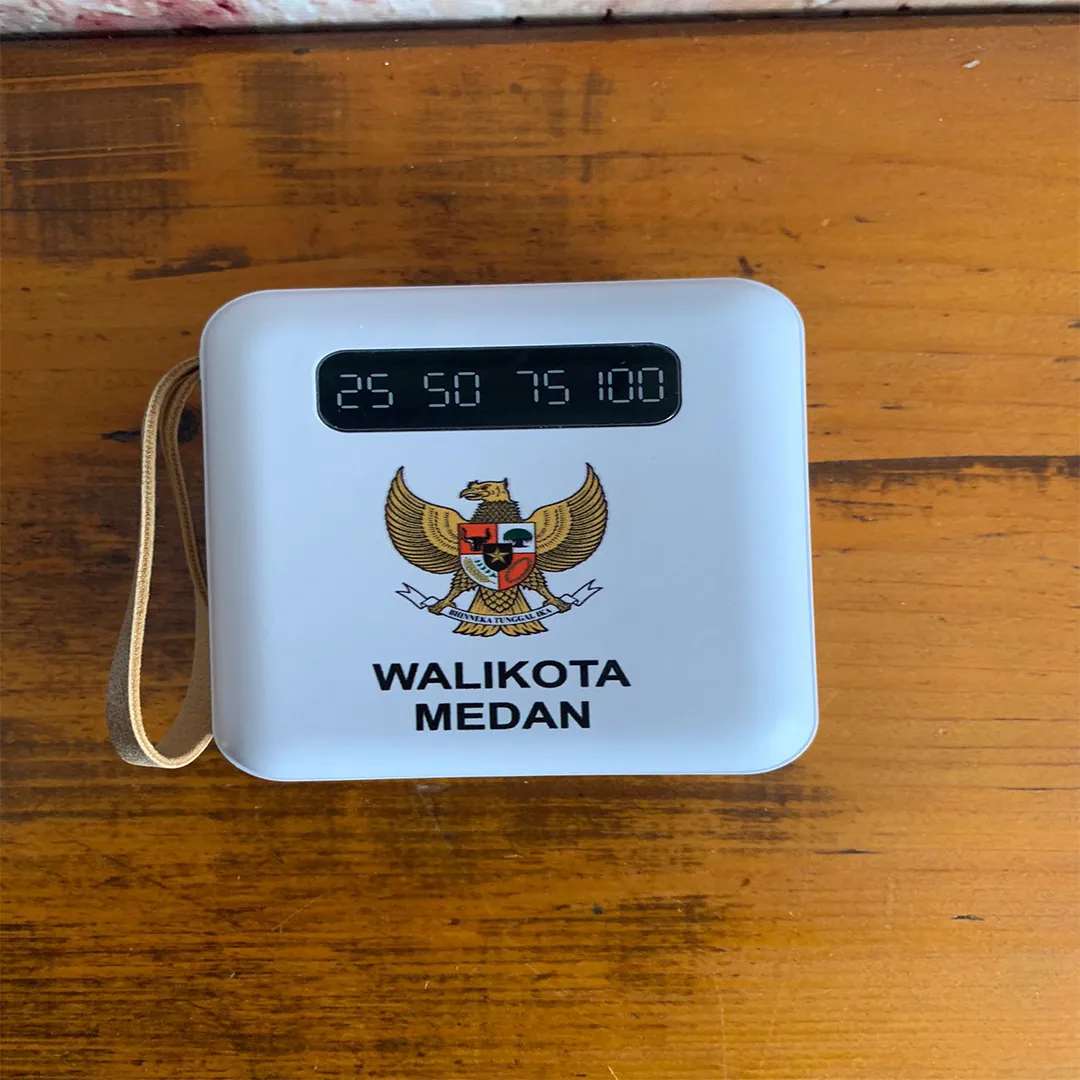 25 50 75 100
BHINNEKA TUNGGAL IKA
WALIKOTA
MEDAN